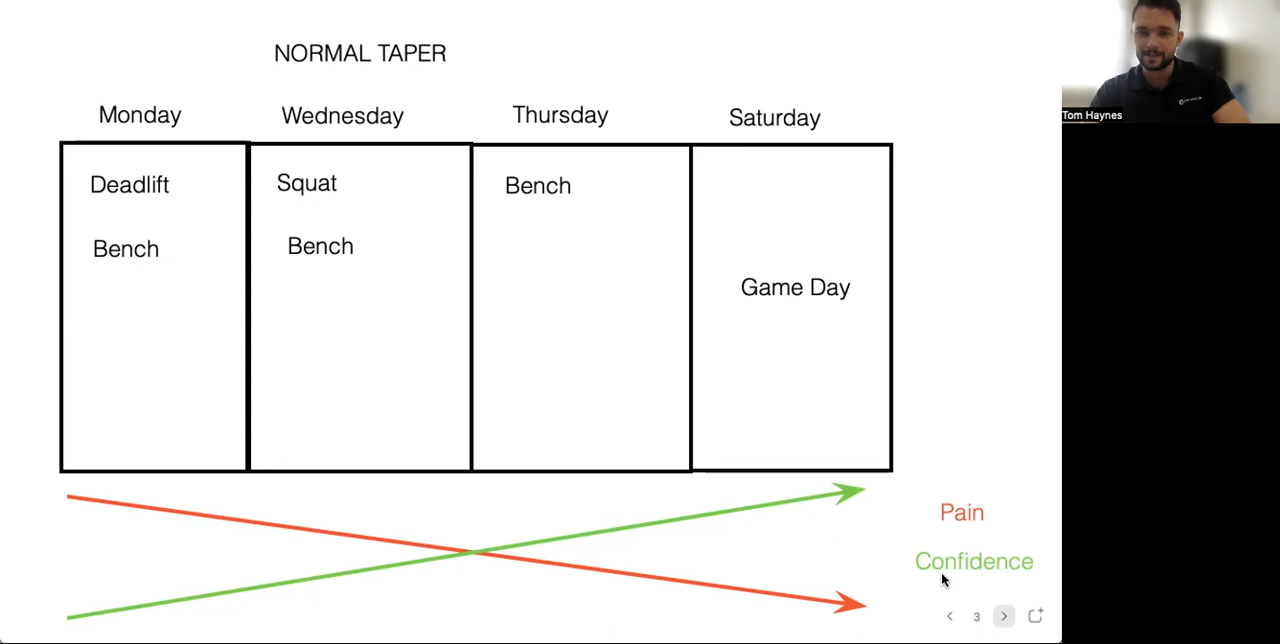 NORMAL TAPER
Monday Wednesday Thursday Saturday
Deadlift Squat Bench
Bench Bench
Game Day
Pain
Confidence
3
Tom Haynes